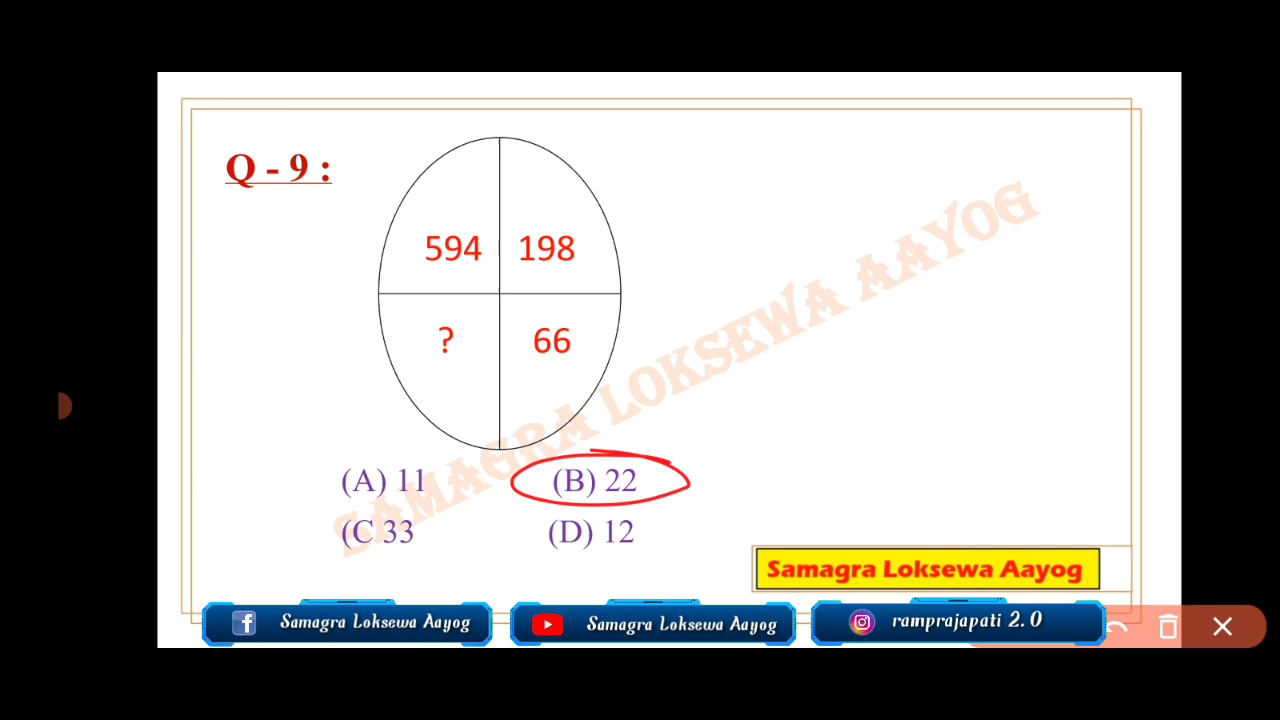 Q - 9 :
594 198
? 66
SAMAGRA LOKSEWA AAYOG
(A) 11 (B) 22
(C 33 (D) 12
Samagra Loksewa Aayog
Samagra Loksewa Aayog Samagra Loksewa Aayog ramprajapati 2.0